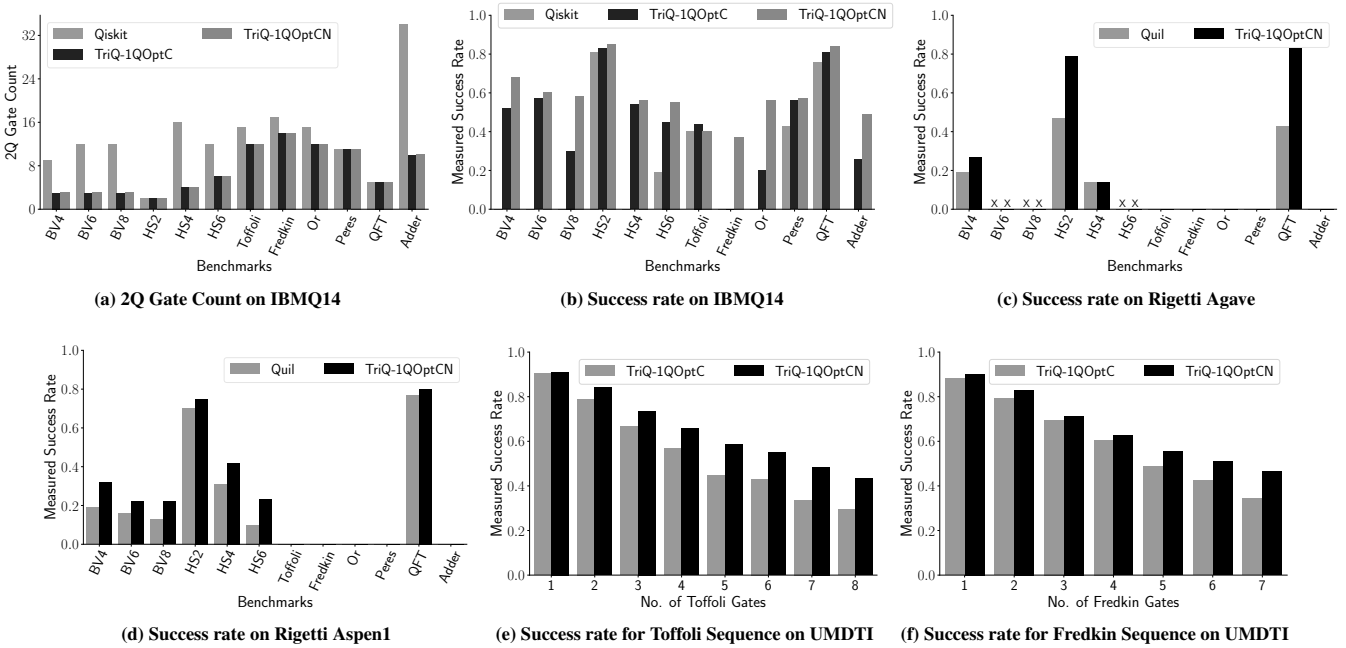 32
24
16
8
0
2Q Gate Count
Qiskit
TriQ-1QOptC
TriQ-1QOptCN
BV4
BV6
BV8
HS2
HS4
HS6
Toffoli
Fredkin
Or
Peres
QFT
Adder
Benchmarks
(a) 2Q Gate Count on IBMQ14
1.0
0.8
0.6
0.4
0.2
0.0
Measured Success Rate
Qiskit
TriQ-1QOptC
TriQ-1QOptCN
BV4
BV6
BV8
HS2
HS4
HS6
Toffoli
Fredkin
Or
Peres
QFT
Adder
Benchmarks
(b) Success rate on IBMQ14
1.0
0.8
0.6
0.4
0.2
0.0
Measured Success Rate
Quil
TriQ-1QOptCN
x x x x x x
BV4
BV6
BV8
HS2
HS4
HS6
Toffoli
Fredkin
Or
Peres
QFT
Adder
Benchmarks
(c) Success rate on Rigetti Agave
1.0
0.8
0.6
0.4
0.2
0.0
Measured Success Rate
Quil
TriQ-1QOptCN
BV4
BV6
BV8
HS2
HS4
HS6
Toffoli
Fredkin
Or
Peres
QFT
Adder
Benchmarks
(d) Success rate on Rigetti Aspen1
1.0
0.8
0.6
0.4
0.2
0.0
Measured Success Rate
TriQ-1QOptC
TriQ-1QOptCN
1 2 3 4 5 6 7 8
No. of Toffoli Gates
(e) Success rate for Toffoli Sequence on UMDTI
1.0
0.8
0.6
0.4
0.2
0.0
Measured Success Rate
TriQ-1QOptC
TriQ-1QOptCN
1 2 3 4 5 6 7
No. of Fredkin Gates
(f) Success rate for Fredkin Sequence on UMDTI